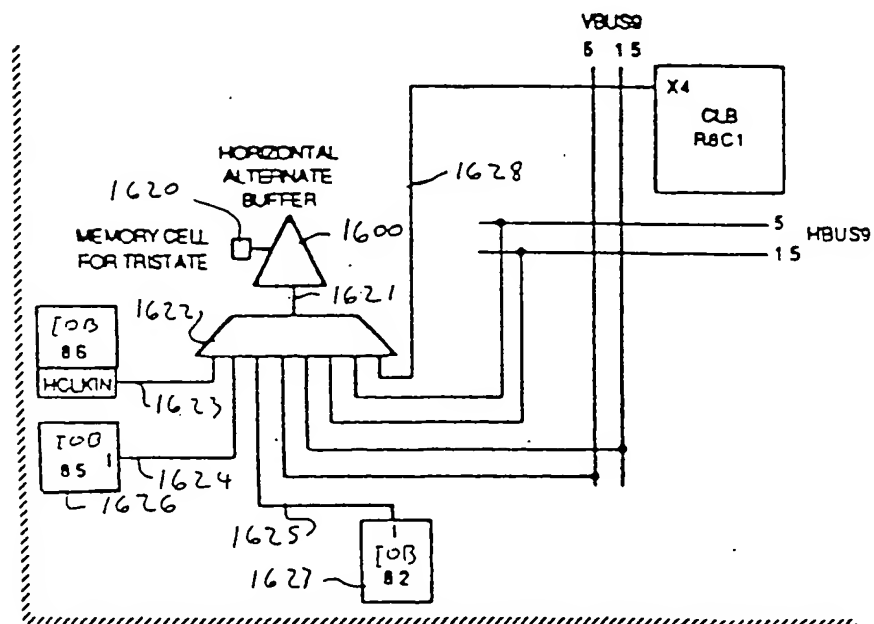 VBUS9
5 15
X4
CLB
R8C1
HORIZONTAL
ALTERNATE
BUFFER
1628
1620
1600
MEMORY CELL
FOR TRISTATE
5
HBUS9
15
1621
1622
IOB
86
HCLKIN
1623
IOB
85 I
1624
1626
1625
I
IOB
82
1627